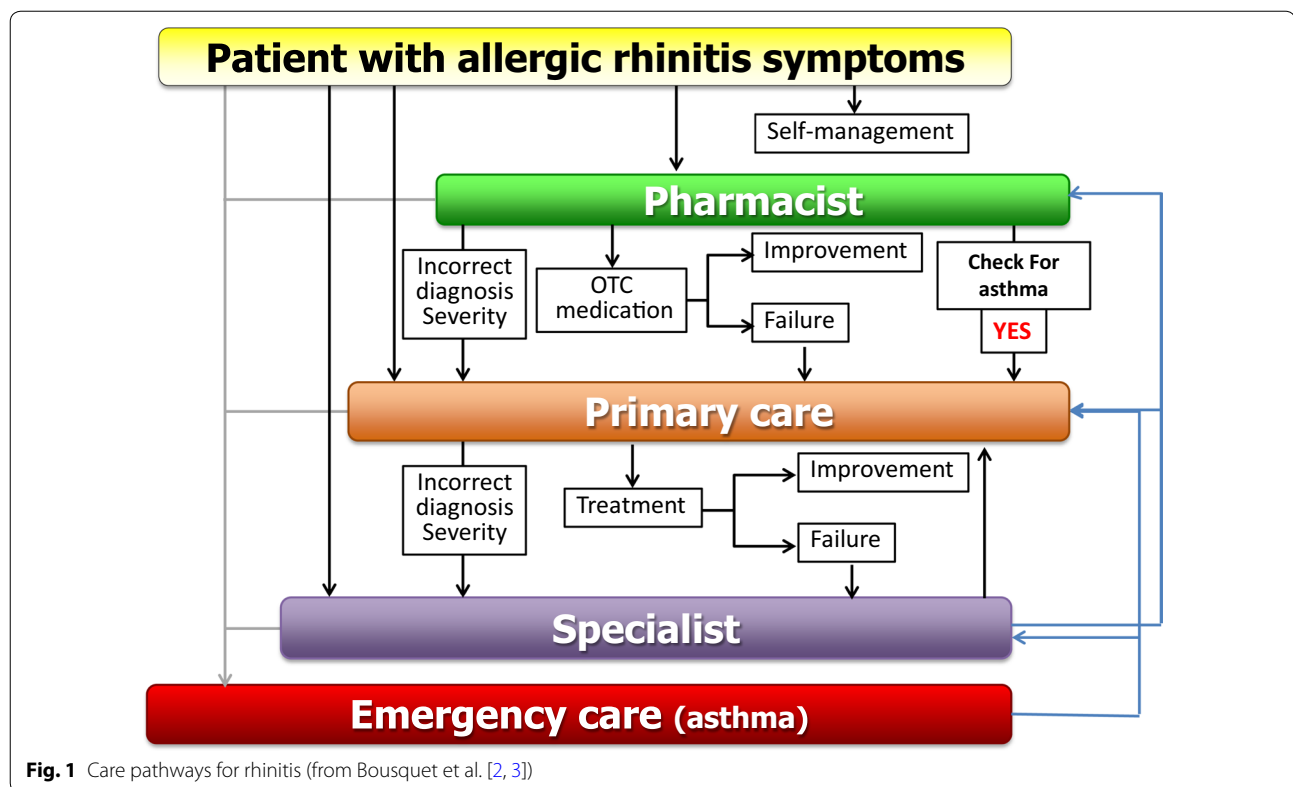 Patient with allergic rhinitis symptoms
Self-management
Pharmacist
Incorrect
diagnosis
Severity
OTC
medication
Improvement
Failure
Check For
asthma
YES
Primary care
Incorrect
diagnosis
Severity
Treatment
Improvement
Failure
Specialist
Emergency care (asthma)
Fig. 1 Care pathways for rhinitis (from Bousquet et al. [2, 3])